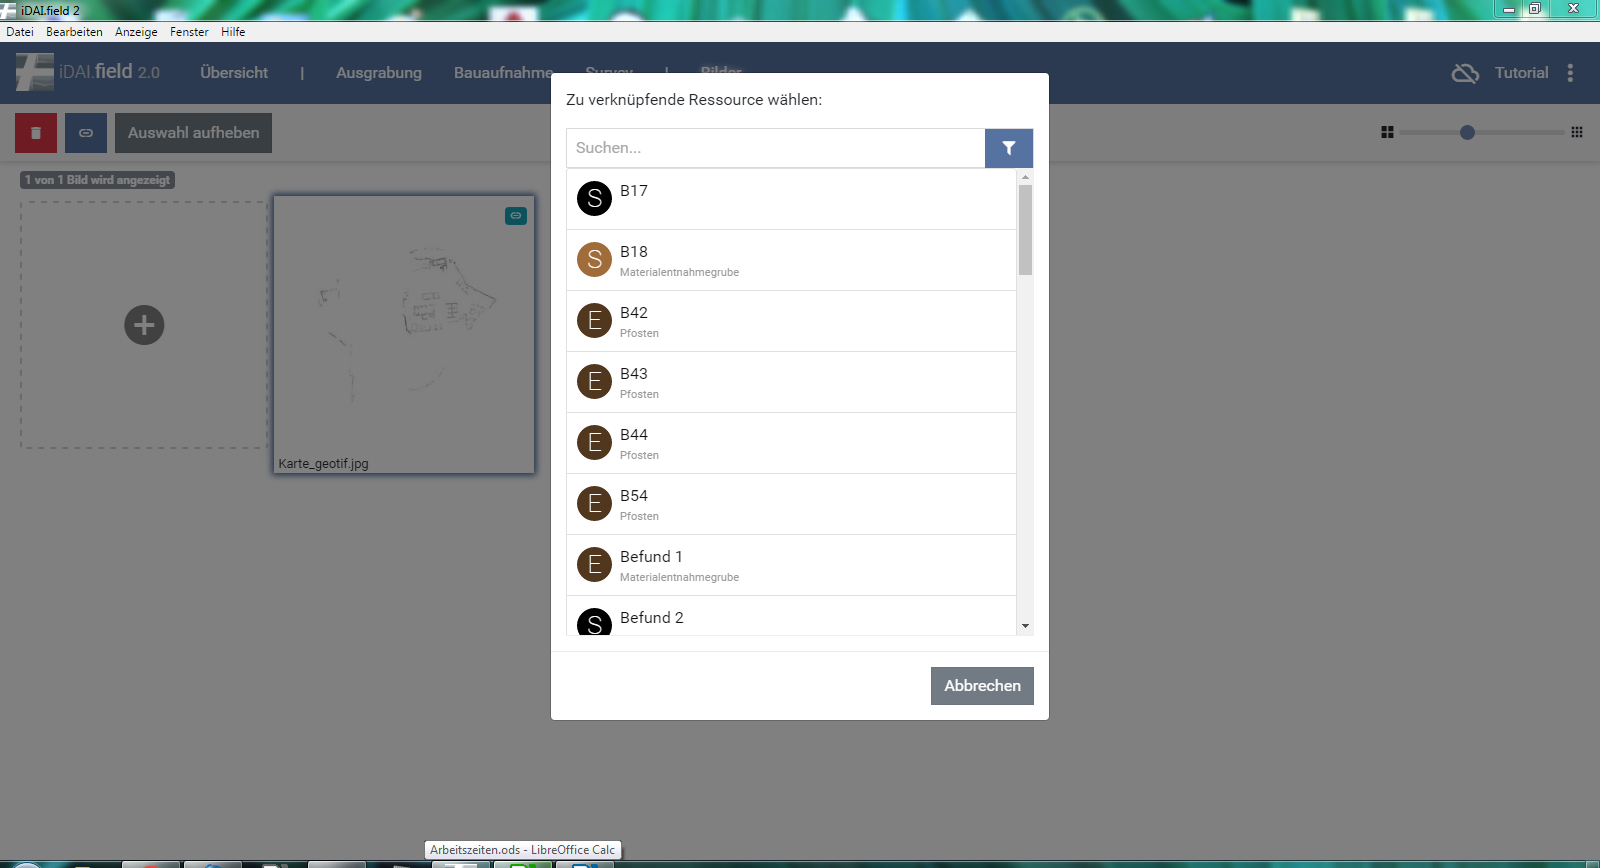 iDAI.field 2
Datei Bearbeiten Anzeige Fenster Hilfe
iDAI.field 2.0 Übersicht | Ausgrabung Bauaufnahme Survey | Bilder Tutorial
Auswahl aufheben
1 von 1 Bild wird angezeigt
Karte_geotif.jpg
Zu verknüpfende Ressource wählen:
Suchen...
S B17
S B18
Materialentnahmegrube
E B42
Pfosten
E B43
Pfosten
E B44
Pfosten
E B54
Pfosten
E Befund 1
Materialentnahmegrube
S Befund 2
Abbrechen
Arbeitszeiten.ods - LibreOffice Calc